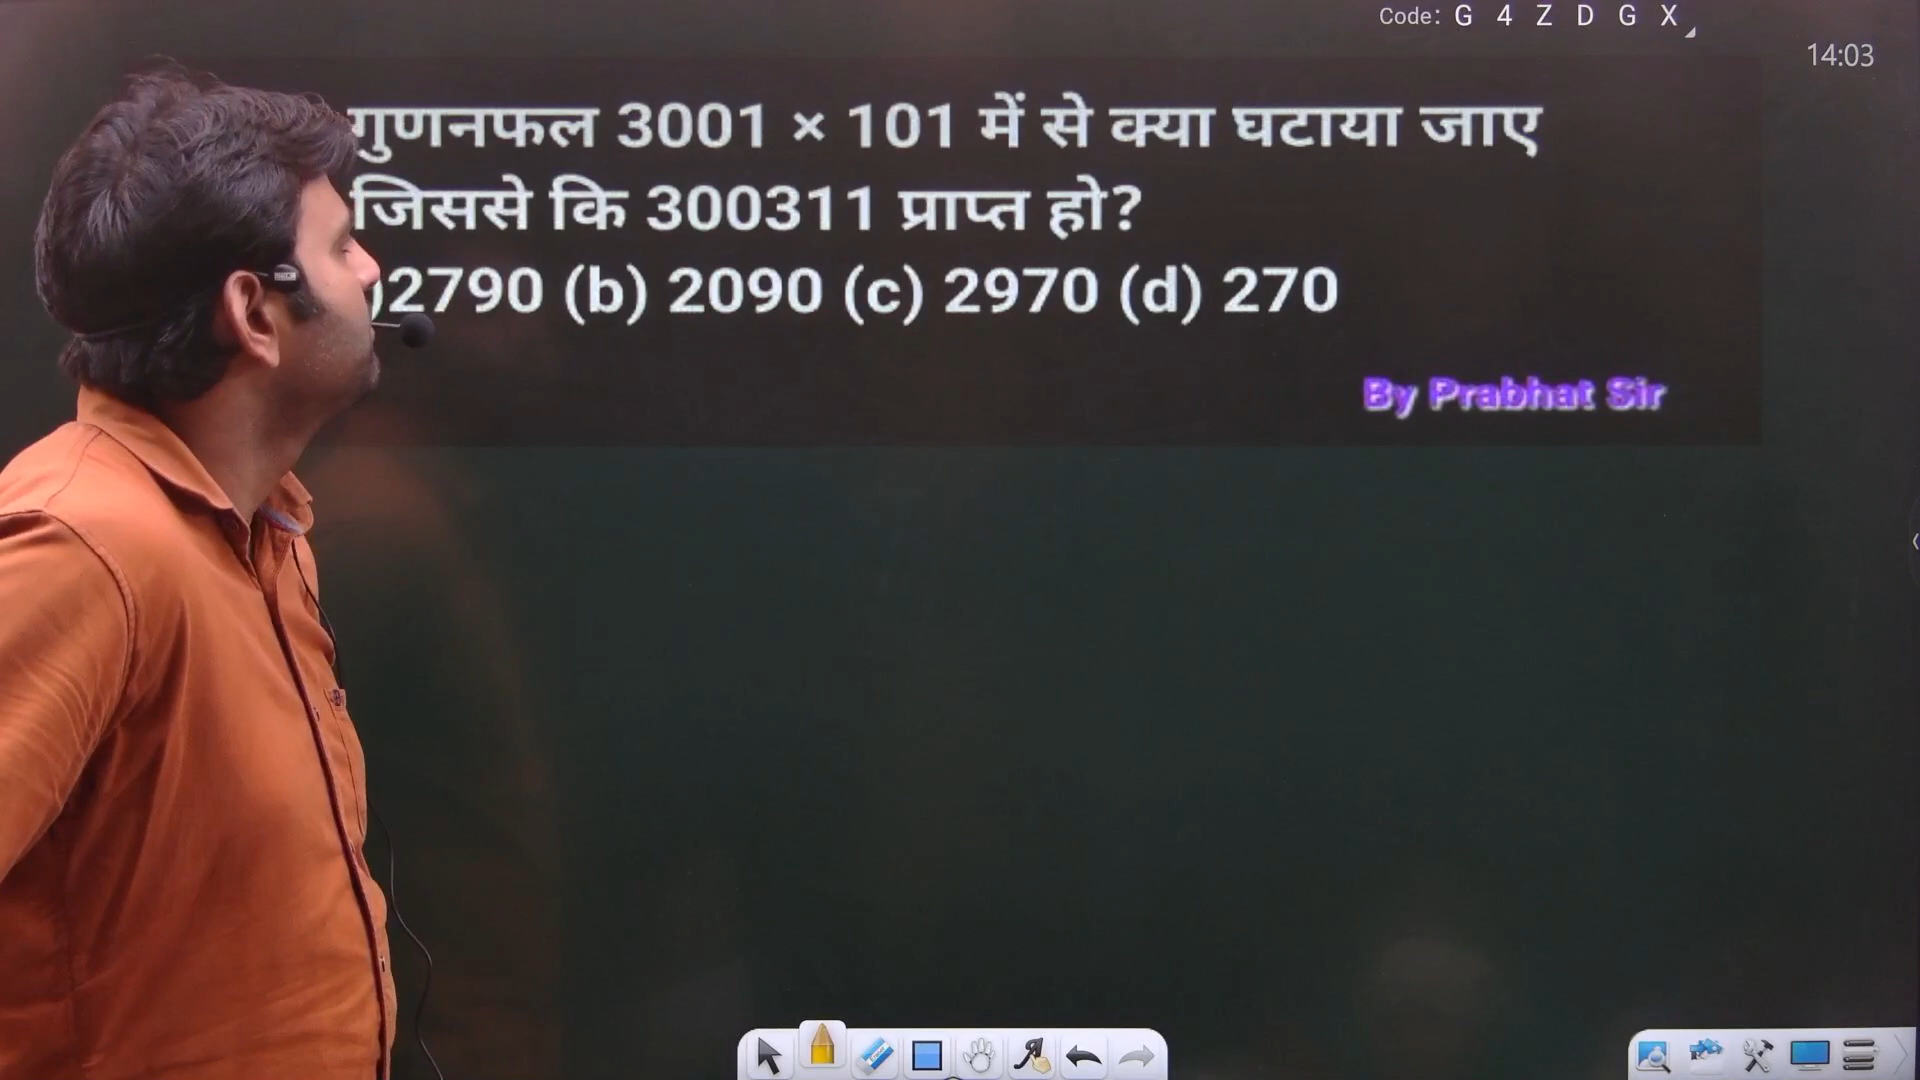 Code: G 4 Z D G X
14:03
गुणनफल 3001 × 101 में से क्या घटाया जाए
जिससे कि 300311 प्राप्त हो?
)2790 (b) 2090 (c) 2970 (d) 270
By Prabhat Sir